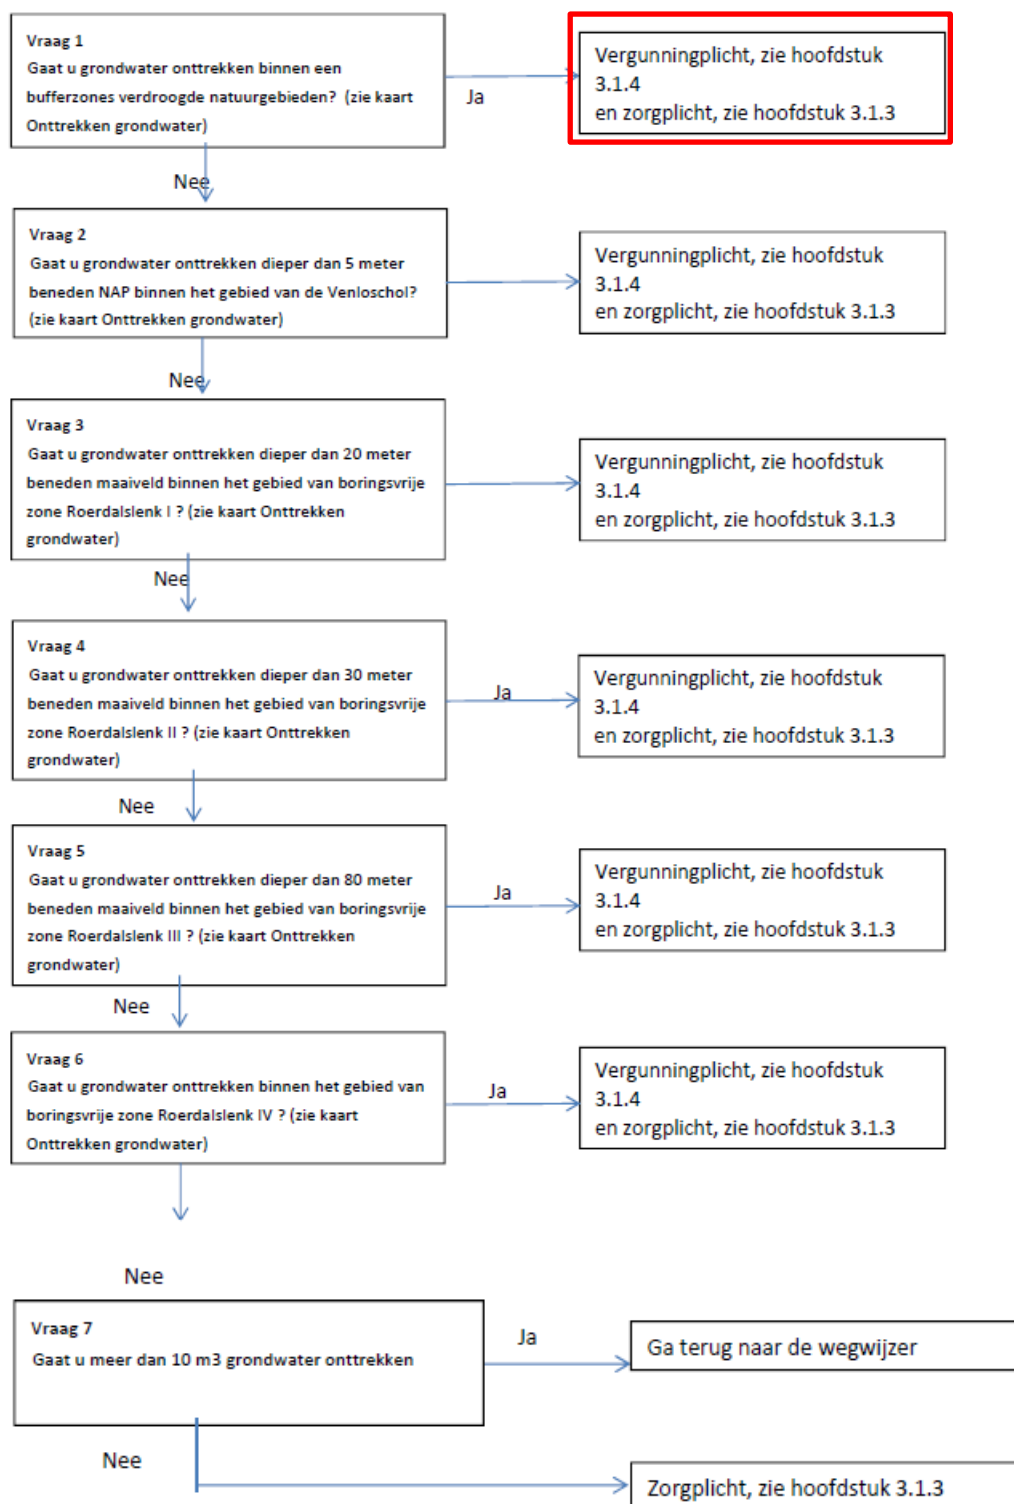 Vraag 1
Gaat u grondwater onttrekken binnen een
bufferzones verdroogde natuurgebieden? (zie kaart
Onttrekken grondwater)
Ja
Vergunningplicht, zie hoofdstuk
3.1.4
en zorgplicht, zie hoofdstuk 3.1.3
Nee
Vraag 2
Gaat u grondwater onttrekken dieper dan 5 meter
beneden NAP binnen het gebied van de Venloschol?
(zie kaart Onttrekken grondwater)
Vergunningplicht, zie hoofdstuk
3.1.4
en zorgplicht, zie hoofdstuk 3.1.3
Nee
Vraag 3
Gaat u grondwater onttrekken dieper dan 20 meter
beneden maaiveld binnen het gebied van boringsvrije
zone Roerdalslenk I ? (zie kaart Onttrekken
grondwater)
Vergunningplicht, zie hoofdstuk
3.1.4
en zorgplicht, zie hoofdstuk 3.1.3
Nee
Vraag 4
Gaat u grondwater onttrekken dieper dan 30 meter
beneden maaiveld binnen het gebied van boringsvrije
zone Roerdalslenk II ? (zie kaart Onttrekken
grondwater)
Ja
Vergunningplicht, zie hoofdstuk
3.1.4
en zorgplicht, zie hoofdstuk 3.1.3
Nee
Vraag 5
Gaat u grondwater onttrekken dieper dan 80 meter
beneden maaiveld binnen het gebied van boringsvrije
zone Roerdalslenk III ? (zie kaart Onttrekken
grondwater)
Ja
Vergunningplicht, zie hoofdstuk
3.1.4
en zorgplicht, zie hoofdstuk 3.1.3
Nee
Vraag 6
Gaat u grondwater onttrekken binnen het gebied van
boringsvrije zone Roerdalslenk IV ? (zie kaart
Onttrekken grondwater)
Ja
Vergunningplicht, zie hoofdstuk
3.1.4
en zorgplicht, zie hoofdstuk 3.1.3
Nee
Vraag 7
Gaat u meer dan 10 m3 grondwater onttrekken
Ja
Ga terug naar de wegwijzer
Nee
Zorgplicht, zie hoofdstuk 3.1.3